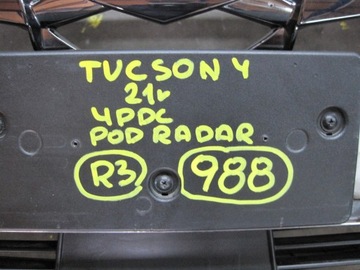 TUCSON 4
21r
4PDC
POD RADAR
R3 988